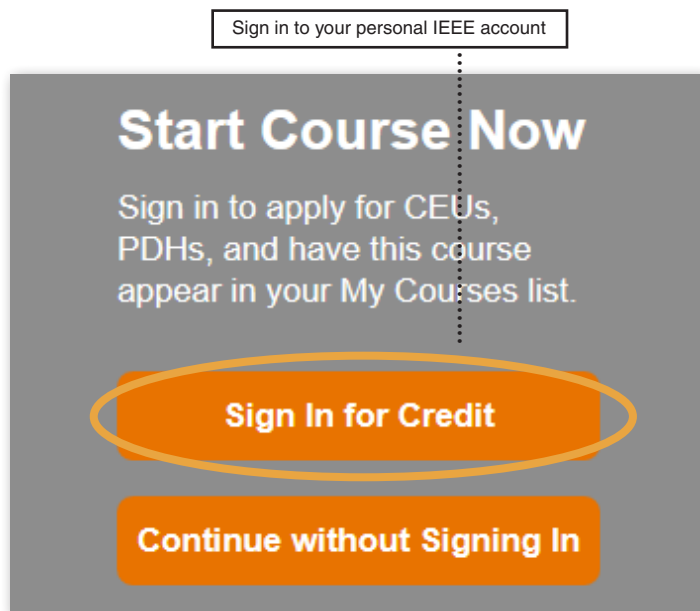 Sign in to your personal IEEE account
Start Course Now
Sign in to apply for CEUs,
PDHs, and have this course
appear in your My Courses list.
Sign In for Credit
Continue without Signing In